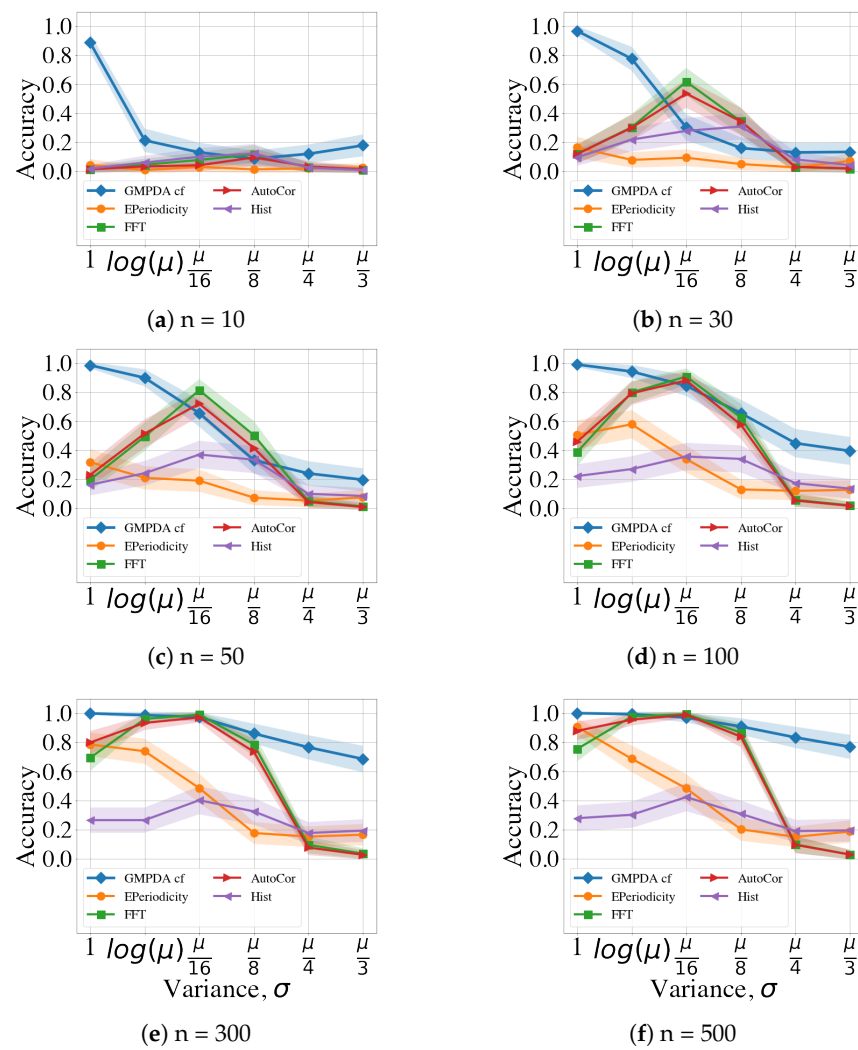 1.0
0.8
0.6
0.4
0.2
0.0
Accuracy
GMPDA cf
EPeriodicity
FFT
AutoCor
Hist
1 log(μ) μ/16 μ/8 μ/4 μ/3
(a) n = 10
1.0
0.8
0.6
0.4
0.2
0.0
Accuracy
GMPDA cf
EPeriodicity
FFT
AutoCor
Hist
1 log(μ) μ/16 μ/8 μ/4 μ/3
(b) n = 30
1.0
0.8
0.6
0.4
0.2
0.0
Accuracy
GMPDA cf
EPeriodicity
FFT
AutoCor
Hist
1 log(μ) μ/16 μ/8 μ/4 μ/3
(c) n = 50
1.0
0.8
0.6
0.4
0.2
0.0
Accuracy
GMPDA cf
EPeriodicity
FFT
AutoCor
Hist
1 log(μ) μ/16 μ/8 μ/4 μ/3
(d) n = 100
1.0
0.8
0.6
0.4
0.2
0.0
Accuracy
GMPDA cf
EPeriodicity
FFT
AutoCor
Hist
1 log(μ) μ/16 μ/8 μ/4 μ/3
Variance, σ
(e) n = 300
1.0
0.8
0.6
0.4
0.2
0.0
Accuracy
GMPDA cf
EPeriodicity
FFT
AutoCor
Hist
1 log(μ) μ/16 μ/8 μ/4 μ/3
Variance, σ
(f) n = 500